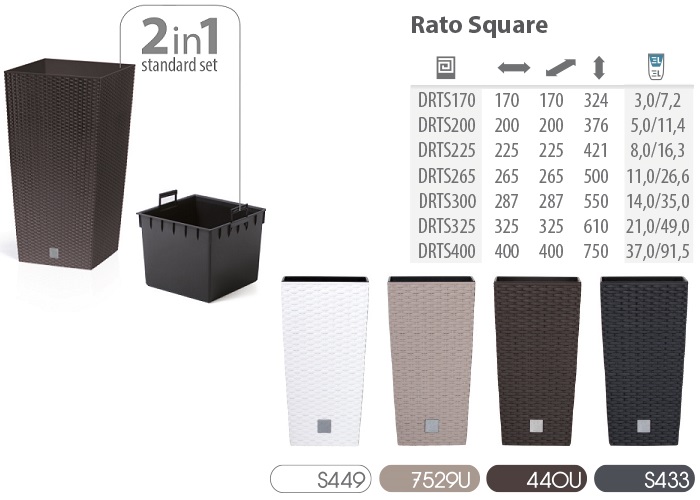 2in1
standard set
Rato Square
L
L
DRTS170 170 170 324 3,0/7,2
DRTS200 200 200 376 5,0/11,4
DRTS225 225 225 421 8,0/16,3
DRTS265 265 265 500 11,0/26,6
DRTS300 287 287 550 14,0/35,0
DRTS325 325 325 610 21,0/49,0
DRTS400 400 400 750 37,0/91,5
S449 7529U 440U S433